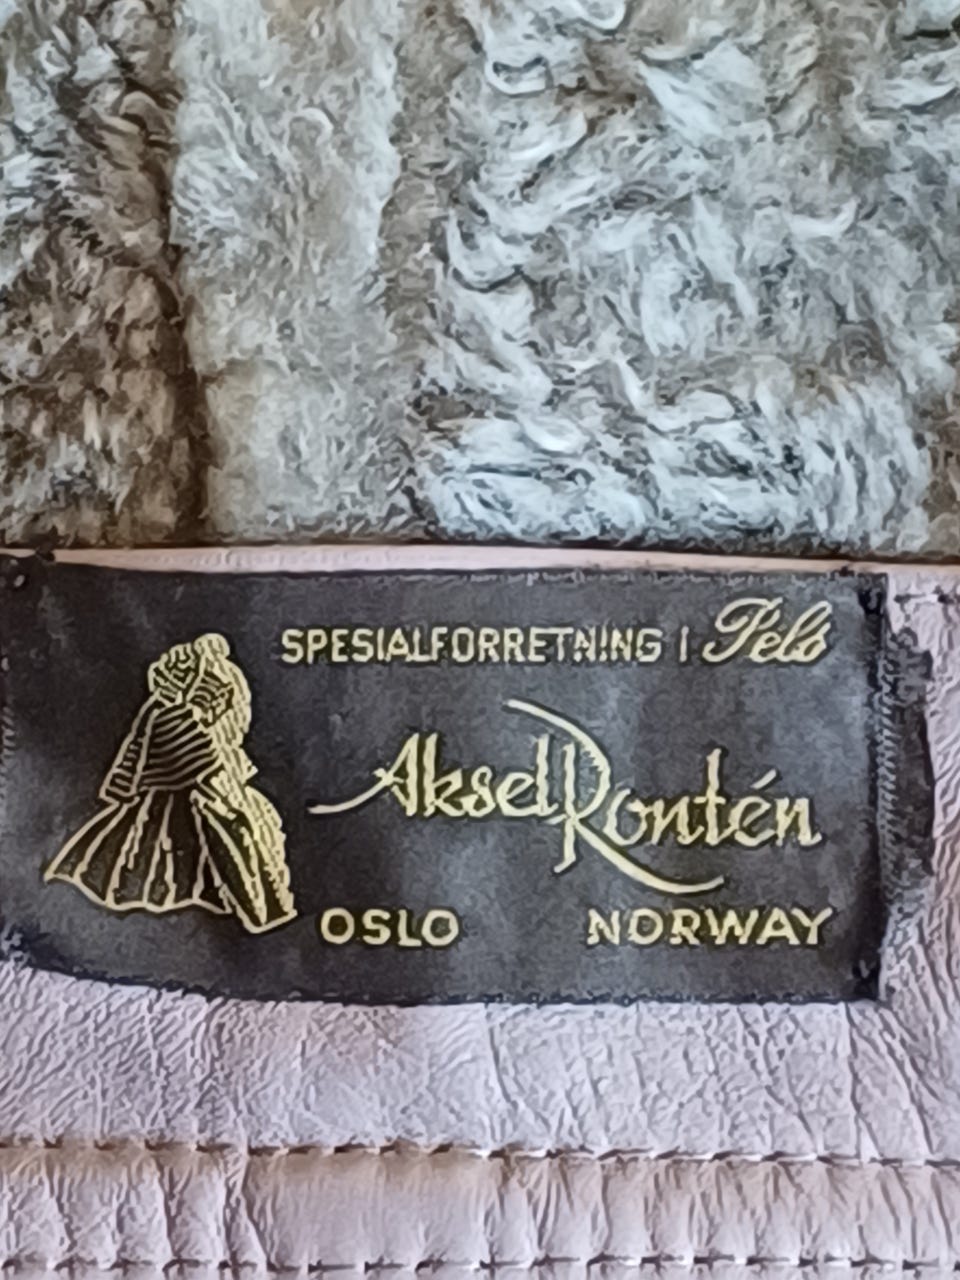 SPESIALFORRETNING I Pels
Aksel Rontén
OSLO NORWAY